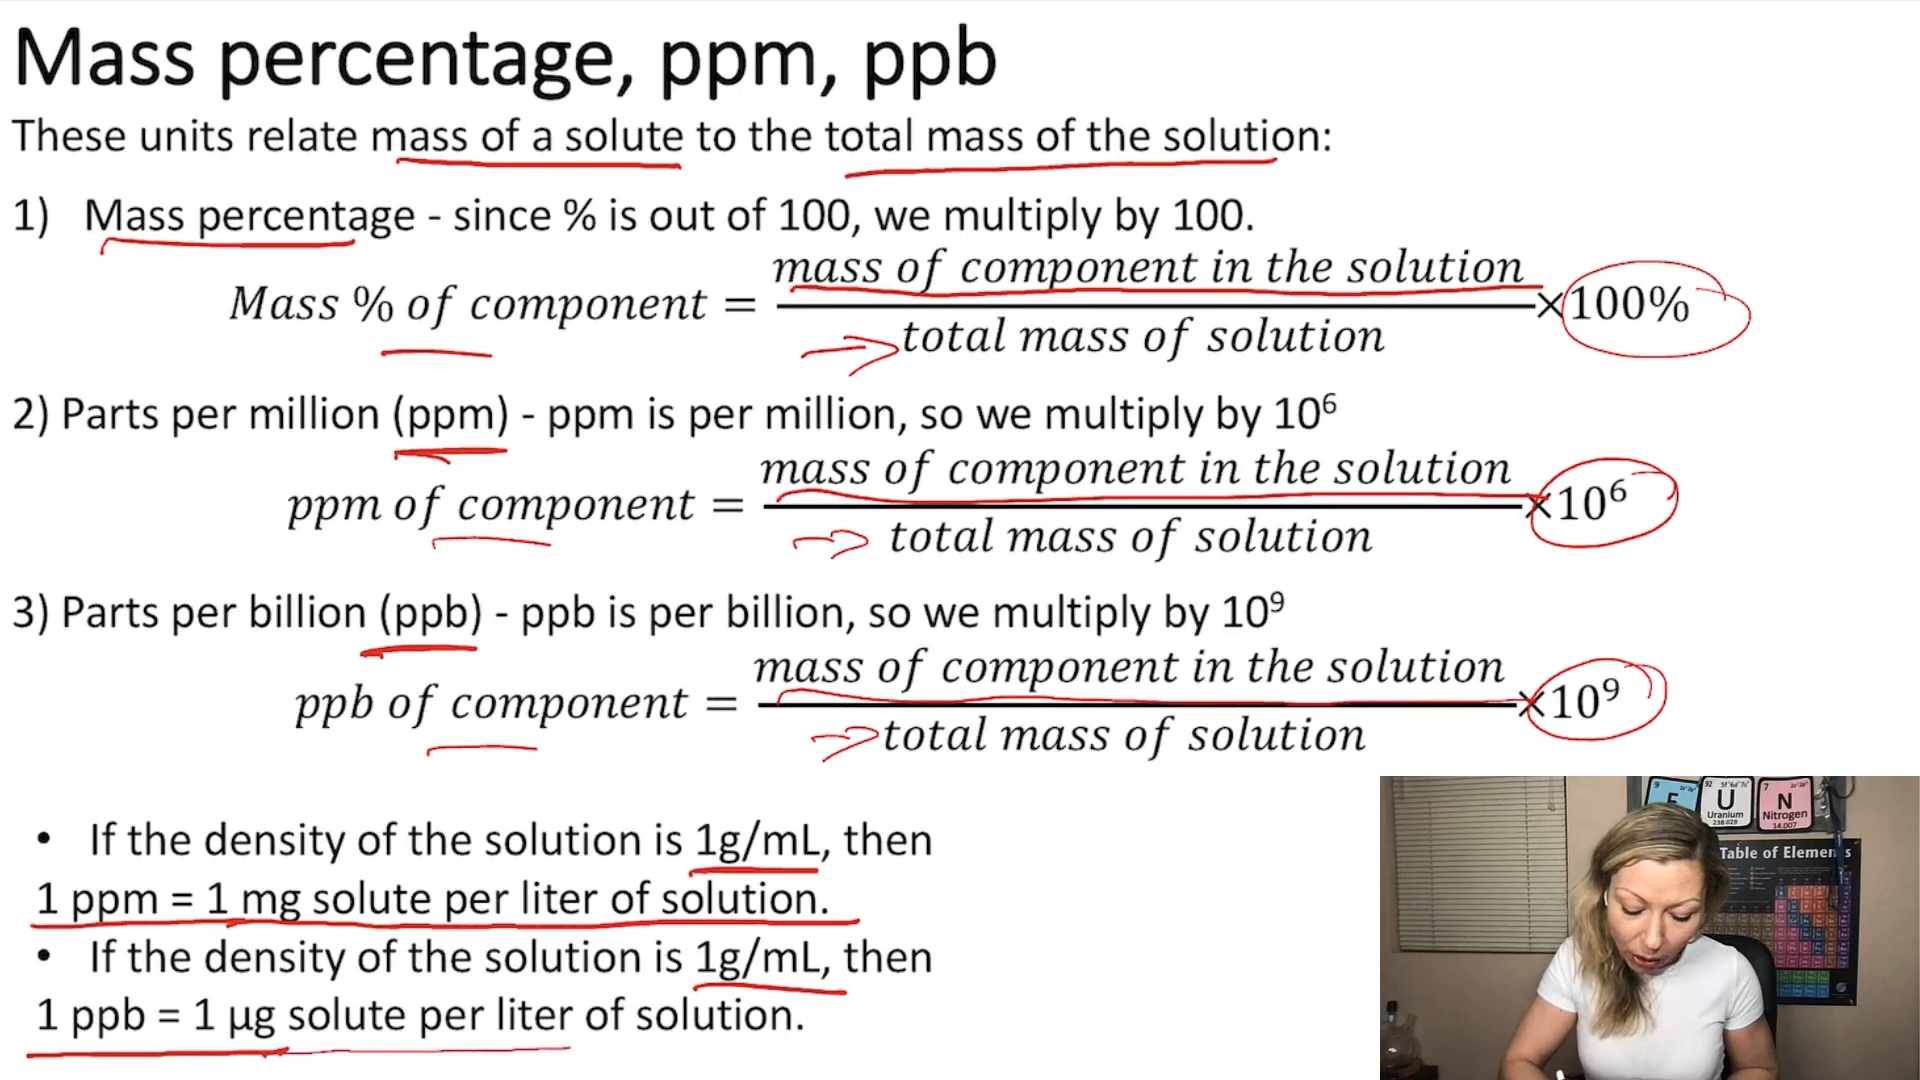 Mass percentage, ppm, ppb
These units relate mass of a solute to the total mass of the solution:
1) Mass percentage - since % is out of 100, we multiply by 100.
Mass % of component = mass of component in the solution / total mass of solution ×100%
2) Parts per million (ppm) - ppm is per million, so we multiply by 10⁶
ppm of component = mass of component in the solution / total mass of solution ×10⁶
3) Parts per billion (ppb) - ppb is per billion, so we multiply by 10⁹
ppb of component = mass of component in the solution / total mass of solution ×10⁹
• If the density of the solution is 1g/mL, then
1 ppm = 1 mg solute per liter of solution.
• If the density of the solution is 1g/mL, then
1 ppb = 1 µg solute per liter of solution.
9
F
92
U
Uranium
238.029
7
N
Nitrogen
14.007
Table of Elements